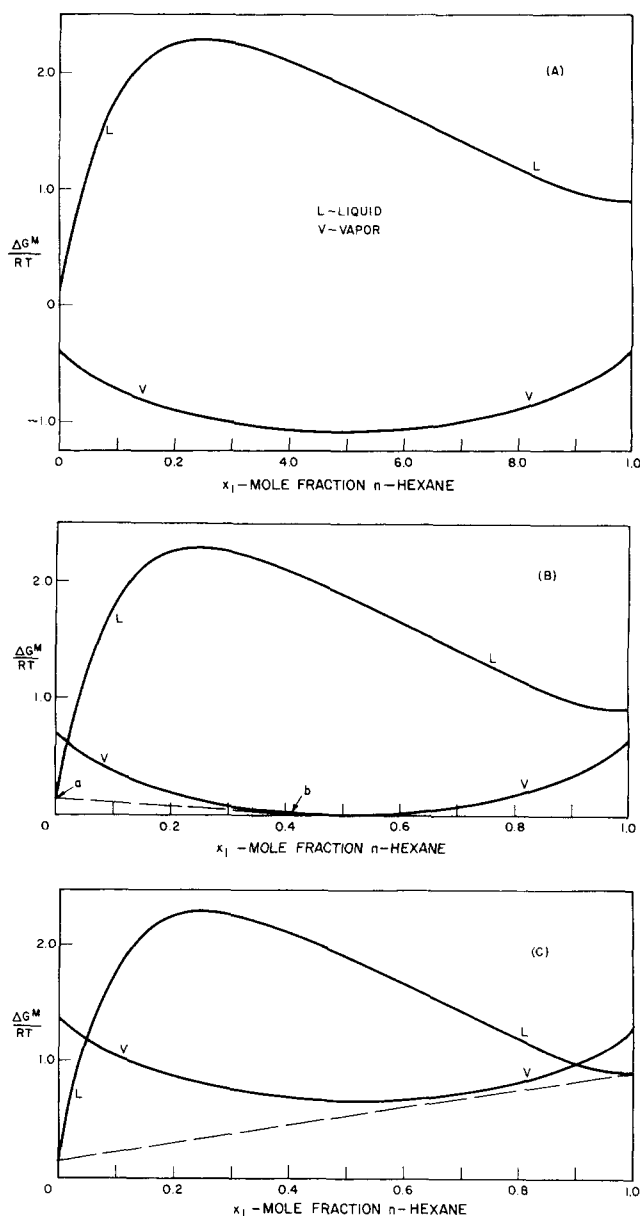 2.0
(A)
L
L
L~LIQUID
V~VAPOR
1.0
ΔG^M
RT
0
V
V
-1.0
0 0.2 4.0 6.0 8.0 1.0
x₁-MOLE FRACTION n-HEXANE
2.0
(B)
L
L
ΔG^M
RT
1.0
V
V
a
b
0 0.2 0.4 0.6 0.8 1.0
x₁-MOLE FRACTION n-HEXANE
2.0
(C)
ΔG^M
RT
1.0
L
V
V
L
0 0.2 0.4 0.6 0.8 1.0
x₁-MOLE FRACTION n-HEXANE